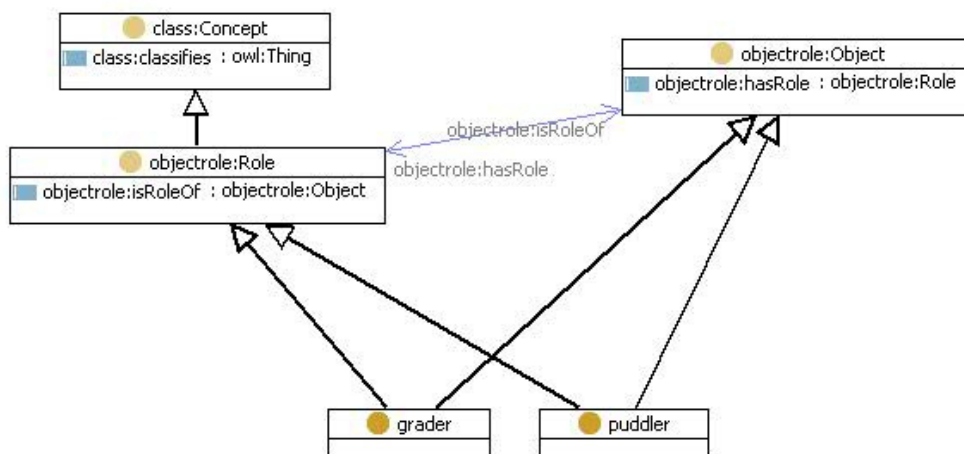 class:Concept
class:classifies : owl:Thing
objectrole:Object
objectrole:hasRole : objectrole:Role
objectrole:isRoleOf
objectrole:Role
objectrole:hasRole
objectrole:isRoleOf : objectrole:Object
grader
puddler